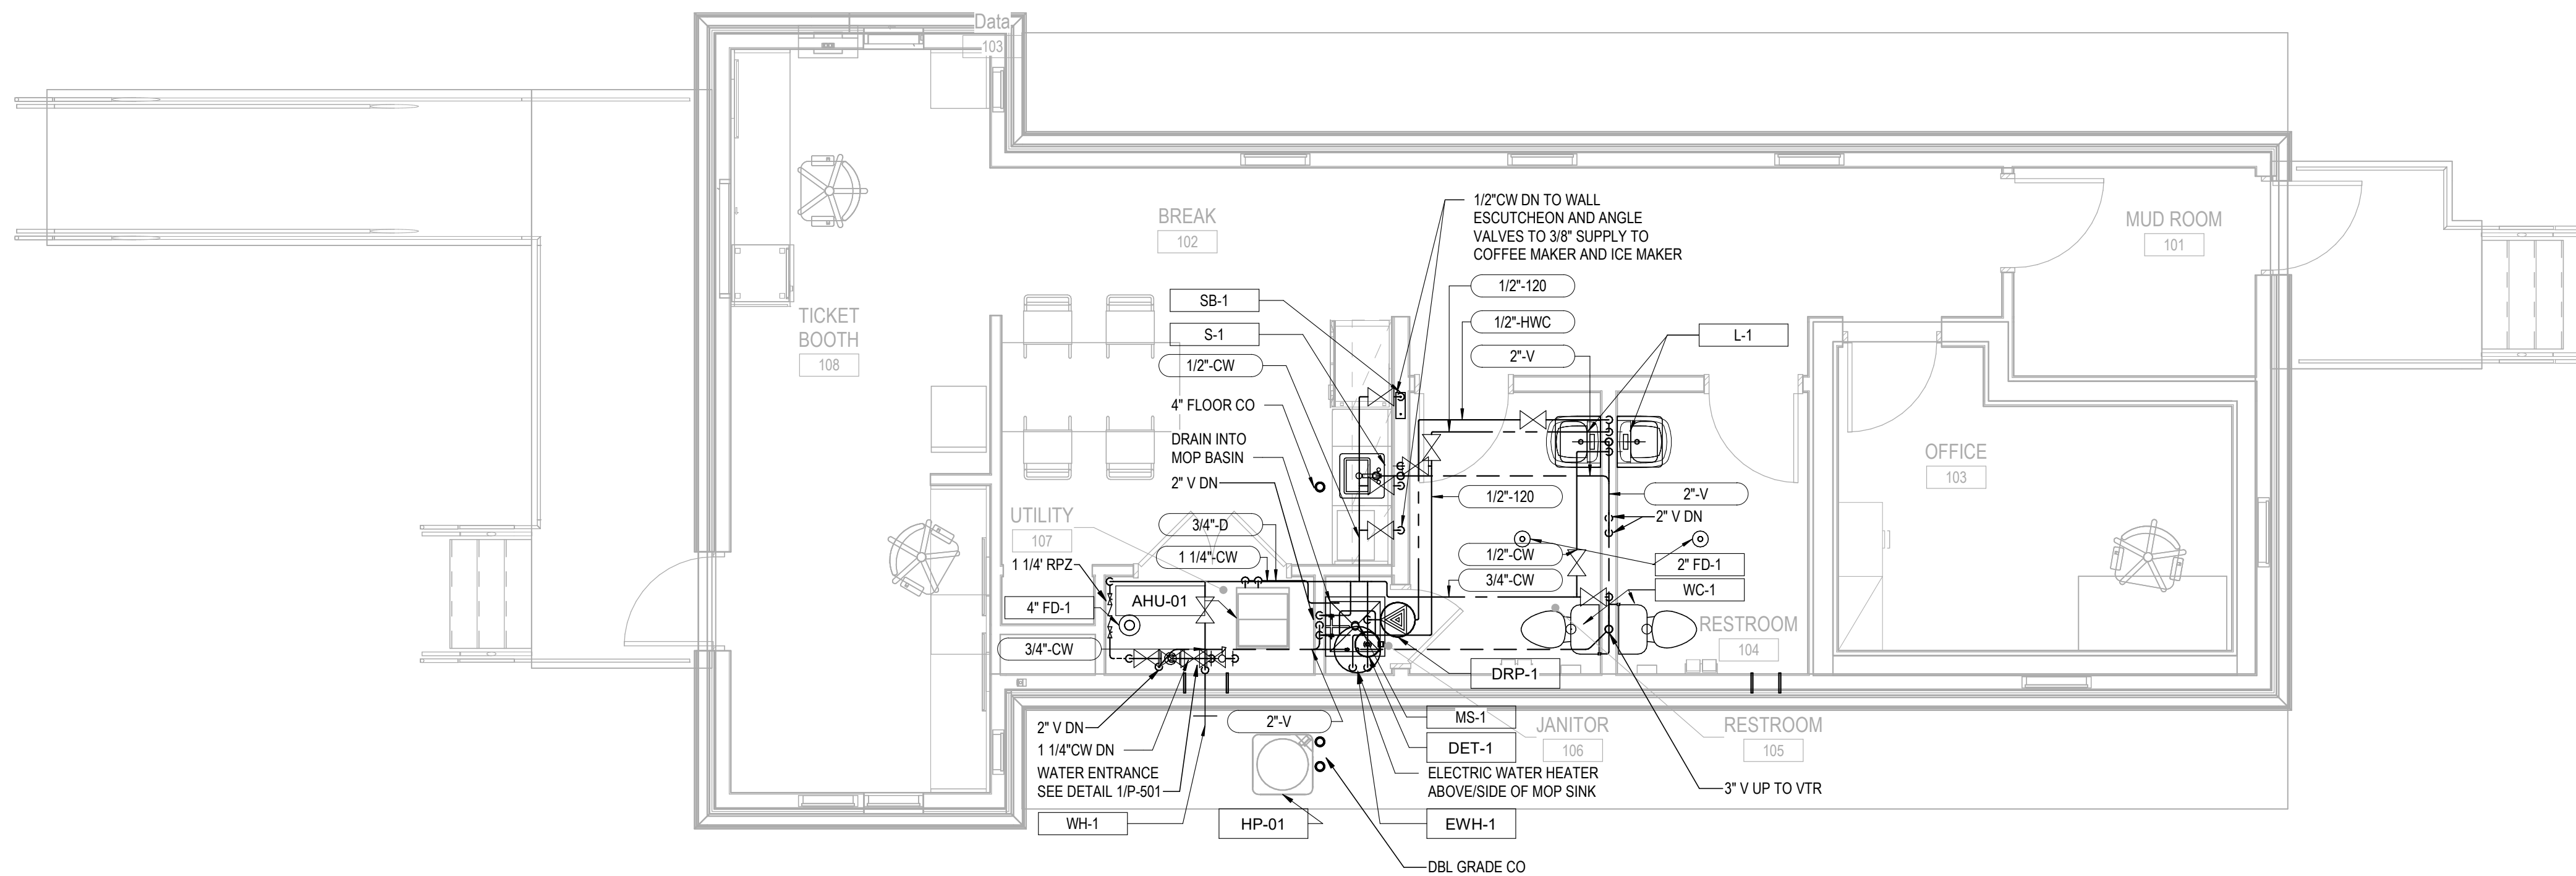 Data
103
BREAK
102
1/2"CW DN TO WALL
ESCUTCHEON AND ANGLE
VALVES TO 3/8" SUPPLY TO
COFFEE MAKER AND ICE MAKER
MUD ROOM
101
TICKET
BOOTH
108
SB-1
S-1
1/2"-CW
4" FLOOR CO
DRAIN INTO
MOP BASIN
2" V DN
1/2"-120
1/2"-HWC
2"-V
L-1
OFFICE
103
UTILITY
107
3/4"-D
1 1/4"-CW
1 1/4' RPZ
AHU-01
4" FD-1
3/4"-CW
1/2"-120
2"-V
2" V DN
1/2"-CW
3/4"-CW
2" FD-1
WC-1
RESTROOM
104
DRP-1
2" V DN
1 1/4"CW DN
WATER ENTRANCE
SEE DETAIL 1/P-501
WH-1
2"-V
HP-01
MS-1
DET-1
ELECTRIC WATER HEATER
ABOVE/SIDE OF MOP SINK
EWH-1
JANITOR
106
RESTROOM
105
3" V UP TO VTR
DBL GRADE CO